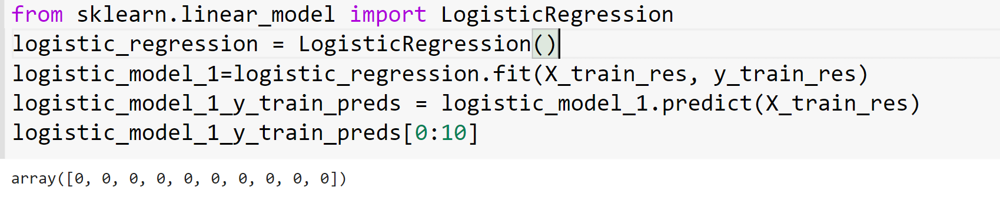 from sklearn.linear_model import LogisticRegression
logistic_regression = LogisticRegression()
logistic_model_1=logistic_regression.fit(X_train_res, y_train_res)
logistic_model_1_y_train_preds = logistic_model_1.predict(X_train_res)
logistic_model_1_y_train_preds[0:10]
array([0, 0, 0, 0, 0, 0, 0, 0, 0, 0])